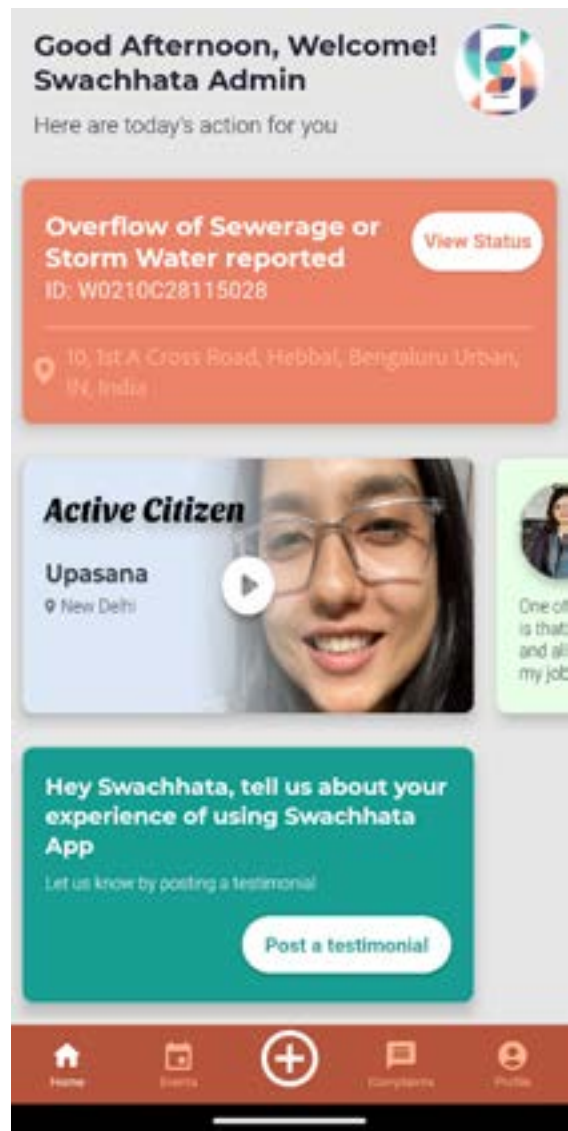 Good Afternoon, Welcome!
Swachhata Admin
Here are today's action for you
Overflow of Sewerage or
Storm Water reported
View Status
ID: W0210C28115028
10, 1st A Cross Road, Hebbal, Bengaluru Urban,
IN, India
Active Citizen
Upasana
New Delhi
One of
is that
and all
my job
Hey Swachhata, tell us about your
experience of using Swachhata
App
Let us know by posting a testimonial
Post a testimonial
Home
Events
Complaints
Profile